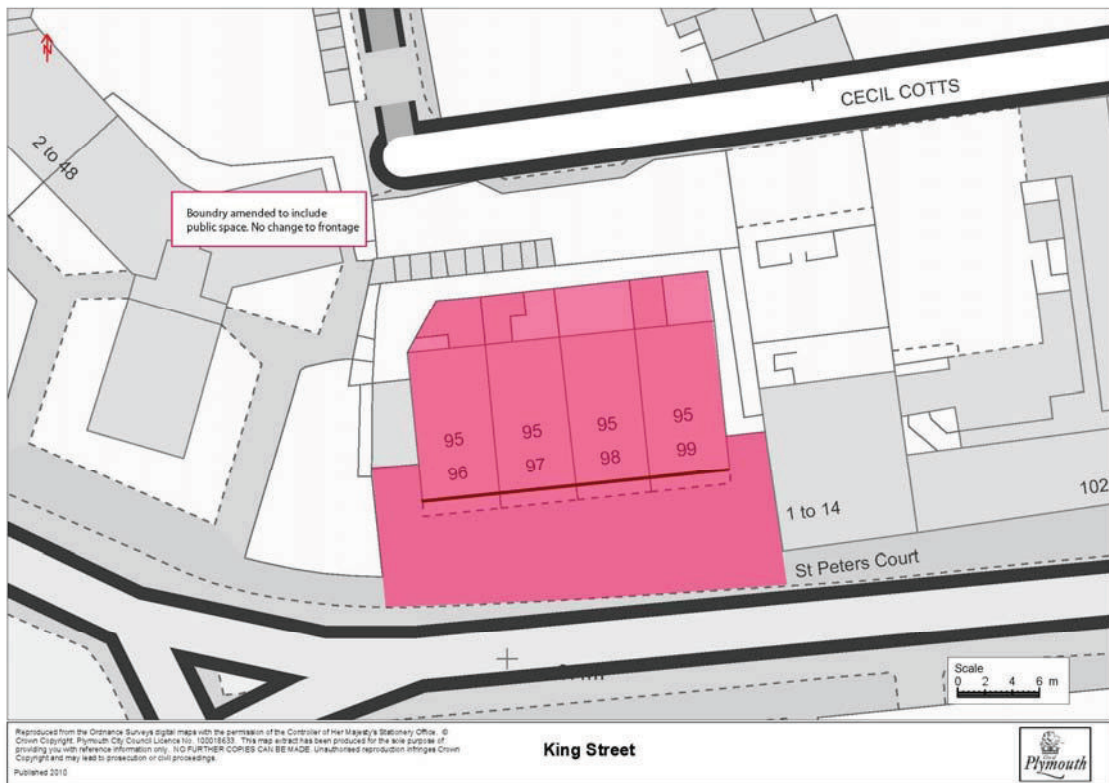 N
CECIL COTTS
2 to 48
Boundry amended to include
public space. No change to frontage
95 95 95 95
96 97 98 99
1 to 14
102
St Peters Court
Scale
0 2 4 6 m
Reproduced from the Ordnance Surveys digital maps with the permission of the Controller of Her Majesty's Stationery Office. ©
Crown Copyright. Plymouth City Council Licence No. 100018633. This map extract has been produced for the sole purpose of
providing you with reference information only. NO FURTHER COPIES CAN BE MADE. Unauthorised reproduction infringes Crown
Copyright and may lead to prosecution or civil proceedings.
Published 2010
King Street
Plymouth